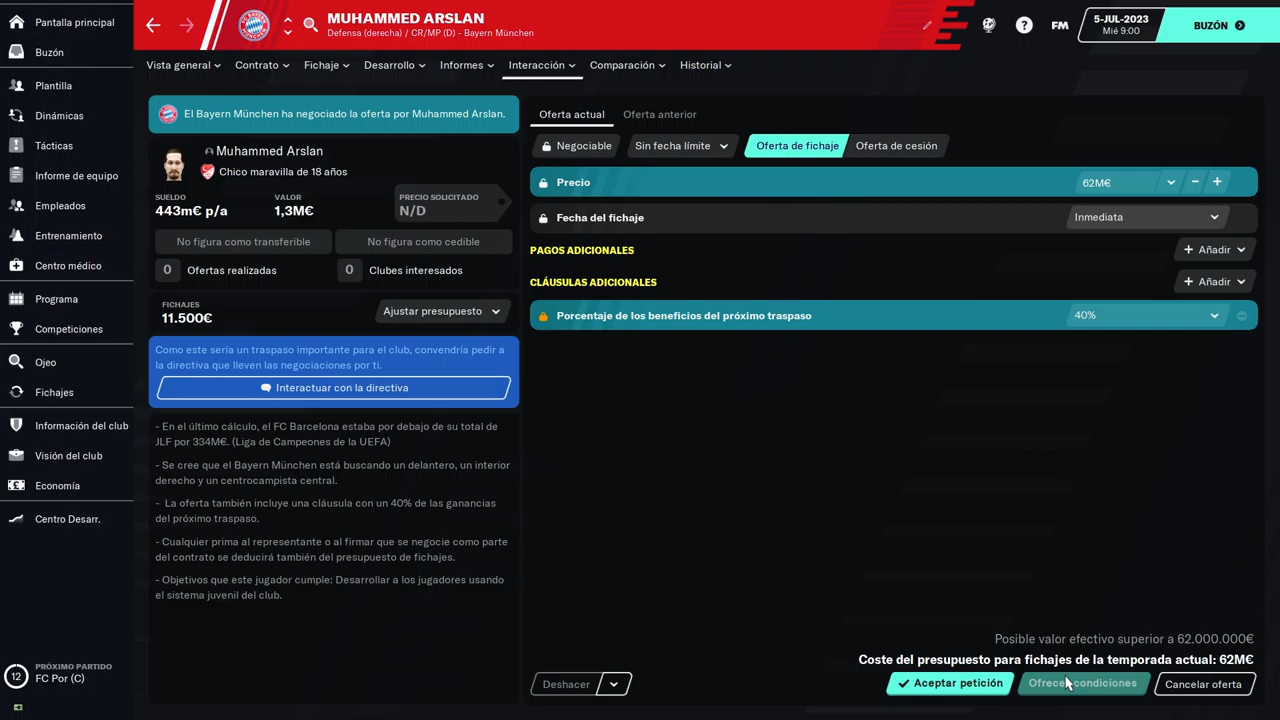 Pantalla principal
Buzón
Plantilla
Dinámicas
Tácticas
Informe de equipo
Empleados
Entrenamiento
Centro médico
Programa
Competiciones
Ojeo
Fichajes
Información del club
Visión del club
Economía
Centro Desarr.
12
PRÓXIMO PARTIDO
FC Por (C)
MUHAMMED ARSLAN
Defensa (derecha) / CR/MP (D) - Bayern München
FM
5-JUL-2023
Mié 9:00
BUZÓN
Vista general
Contrato
Fichaje
Desarrollo
Informes
Interacción
Comparación
Historial
El Bayern München ha negociado la oferta por Muhammed Arslan.
Muhammed Arslan
Chico maravilla de 18 años
SUELDO
443m€ p/a
VALOR
1,3M€
PRECIO SOLICITADO
N/D
No figura como transferible
No figura como cedible
0 Ofertas realizadas
0 Clubes interesados
FICHAJES
11.500€
Ajustar presupuesto
Como este sería un traspaso importante para el club, convendría pedir a
la directiva que lleven las negociaciones por ti.
Interactuar con la directiva
- En el último cálculo, el FC Barcelona estaba por debajo de su total de
JLF por 334M€. (Liga de Campeones de la UEFA)
- Se cree que el Bayern München está buscando un delantero, un interior
derecho y un centrocampista central.
- La oferta también incluye una cláusula con un 40% de las ganancias
del próximo traspaso.
- Cualquier prima al representante o al firmar que se negocie como parte
del contrato se deducirá también del presupuesto de fichajes.
- Objetivos que este jugador cumple: Desarrollar a los jugadores usando
el sistema juvenil del club.
Oferta actual
Oferta anterior
Negociable
Sin fecha límite
Oferta de fichaje
Oferta de cesión
Precio
62M€
Fecha del fichaje
Inmediata
PAGOS ADICIONALES
+ Añadir
CLÁUSULAS ADICIONALES
+ Añadir
Porcentaje de los beneficios del próximo traspaso
40%
Posible valor efectivo superior a 62.000.000€
Coste del presupuesto para fichajes de la temporada actual: 62M€
Deshacer
Aceptar petición
Ofrecer condiciones
Cancelar oferta